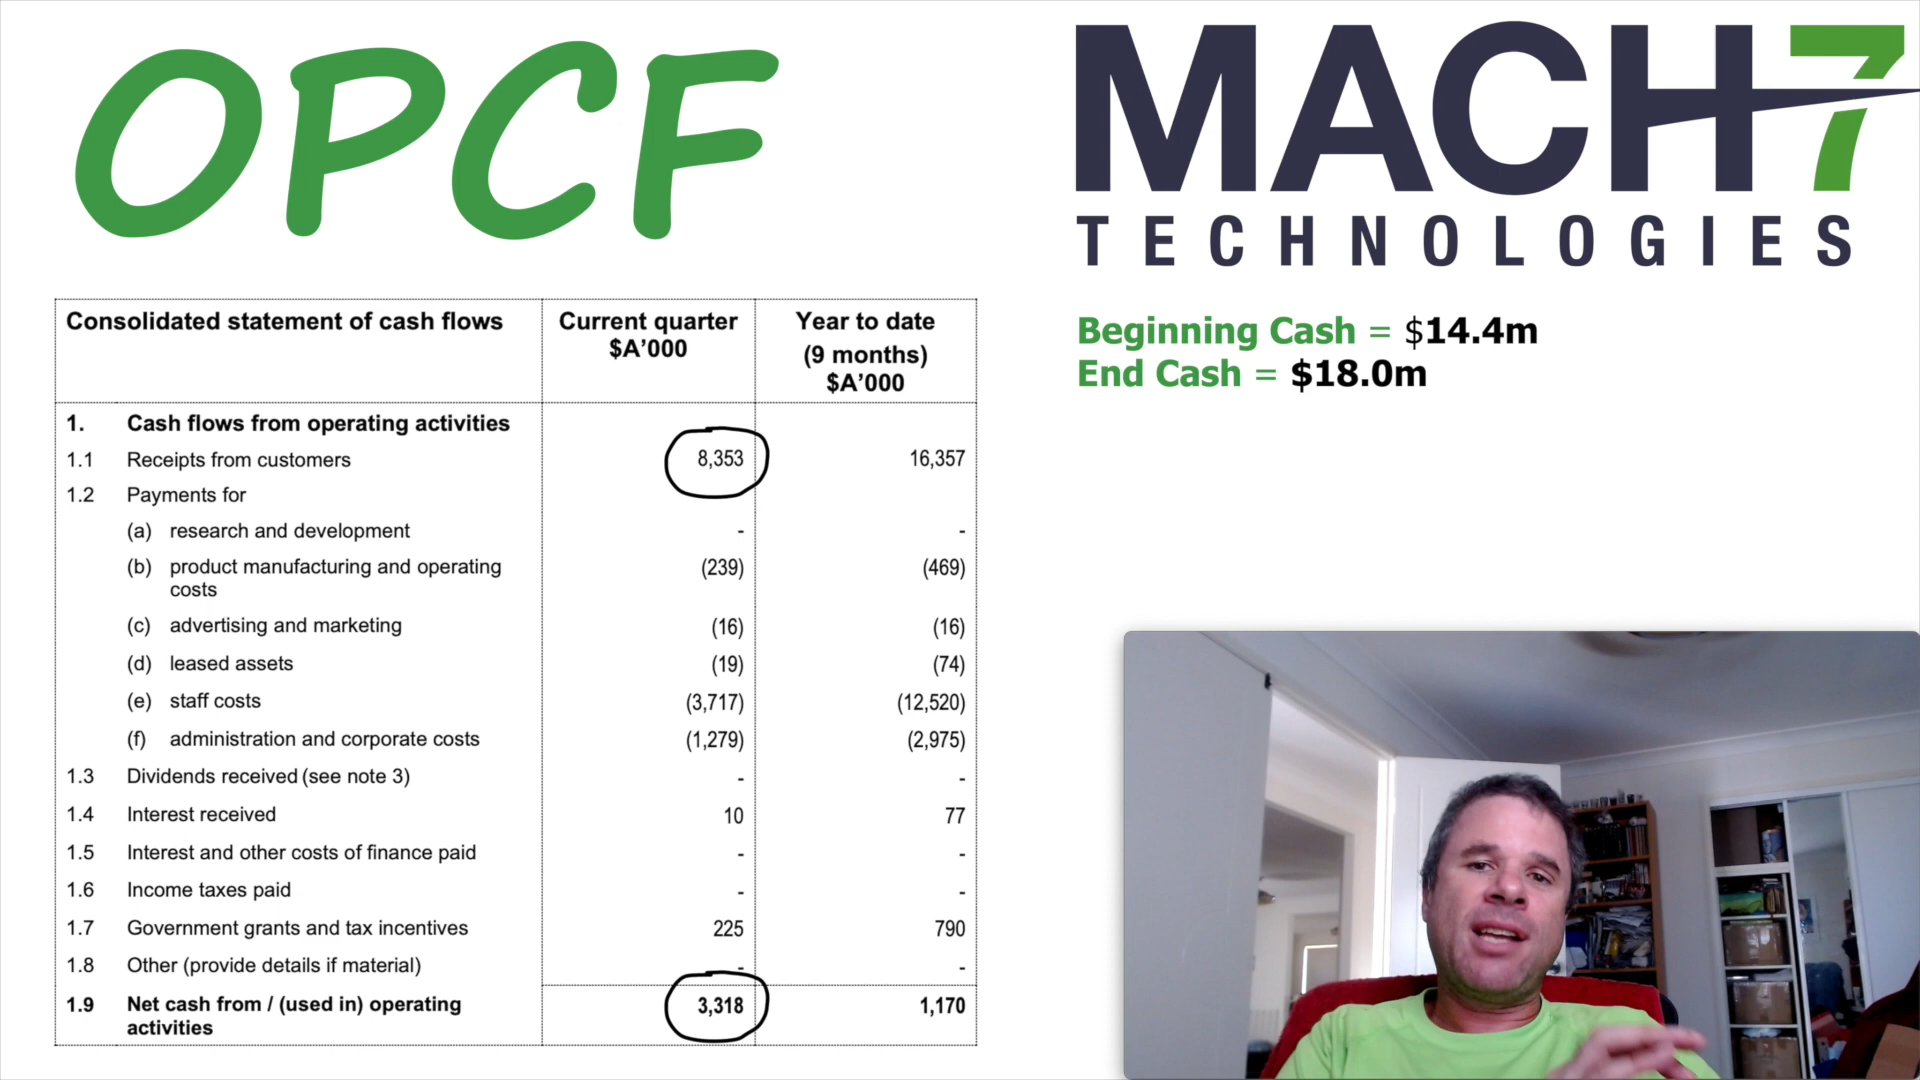 OPCF
MACH7
TECHNOLOGIES
Beginning Cash = $14.4m
End Cash = $18.0m
Consolidated statement of cash flows Current quarter $A’000 Year to date (9 months) $A’000
1. Cash flows from operating activities
1.1 Receipts from customers 8,353 16,357
1.2 Payments for
(a) research and development - -
(b) product manufacturing and operating costs (239) (469)
(c) advertising and marketing (16) (16)
(d) leased assets (19) (74)
(e) staff costs (3,717) (12,520)
(f) administration and corporate costs (1,279) (2,975)
1.3 Dividends received (see note 3) - -
1.4 Interest received 10 77
1.5 Interest and other costs of finance paid - -
1.6 Income taxes paid - -
1.7 Government grants and tax incentives 225 790
1.8 Other (provide details if material) - -
1.9 Net cash from / (used in) operating activities 3,318 1,170